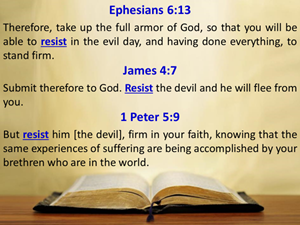 Ephesians 6:13
Therefore, take up the full armor of God, so that you will be
able to resist in the evil day, and having done everything, to
stand firm.
James 4:7
Submit therefore to God. Resist the devil and he will flee from
you.
1 Peter 5:9
But resist him [the devil], firm in your faith, knowing that the
same experiences of suffering are being accomplished by your
brethren who are in the world.